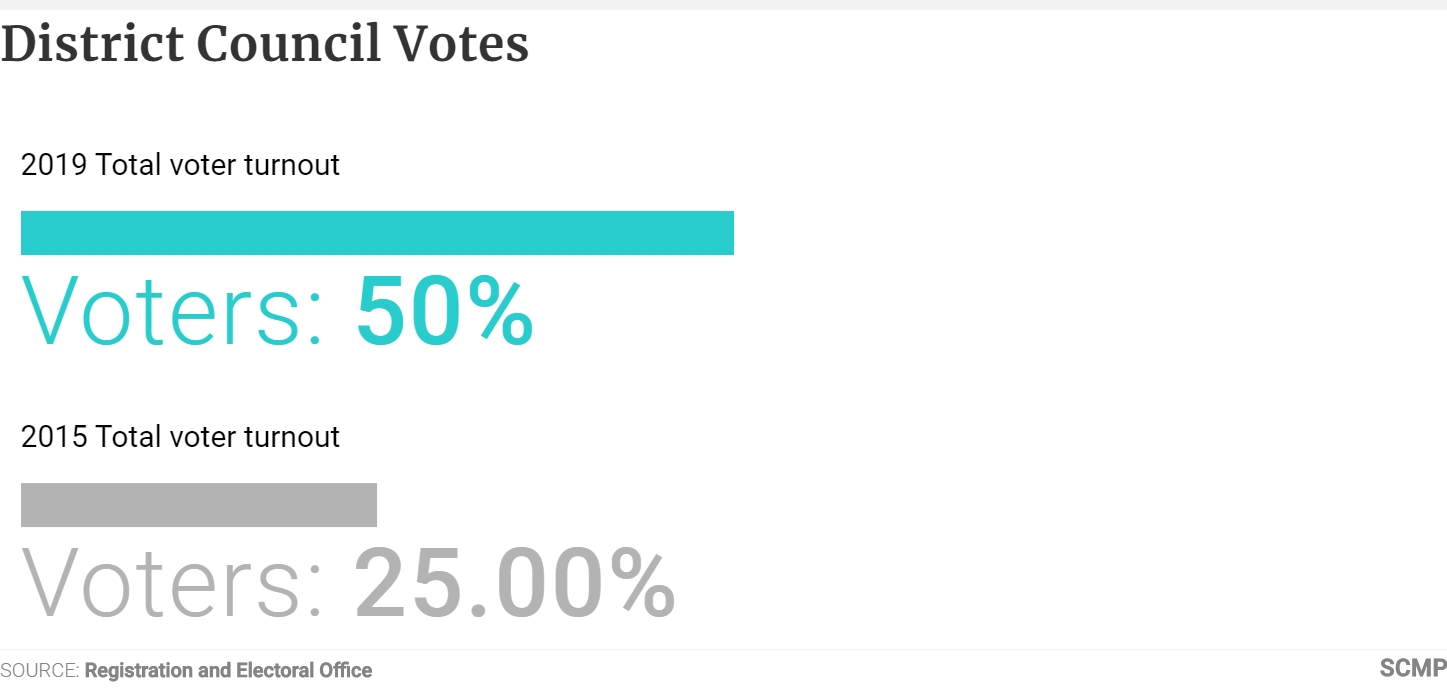 District Council Votes
2019 Total voter turnout
Voters: 50%
2015 Total voter turnout
Voters: 25.00%
SOURCE: Registration and Electoral Office
SCMP